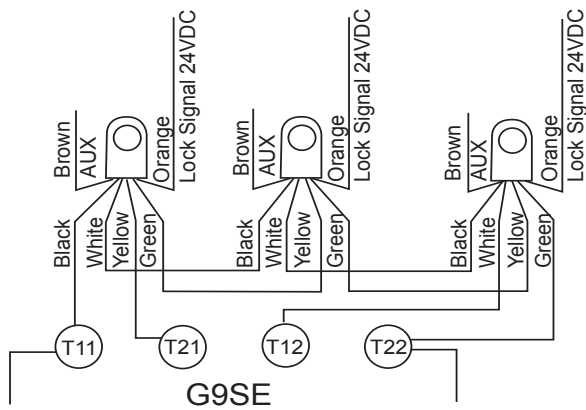 Brown
AUX
Orange
Lock Signal 24VDC
Brown
AUX
Orange
Lock Signal 24VDC
Brown
AUX
Orange
Lock Signal 24VDC
Black
White
Yellow
Green
Black
White
Yellow
Green
Black
White
Yellow
Green
T11
T21
T12
T22
G9SE